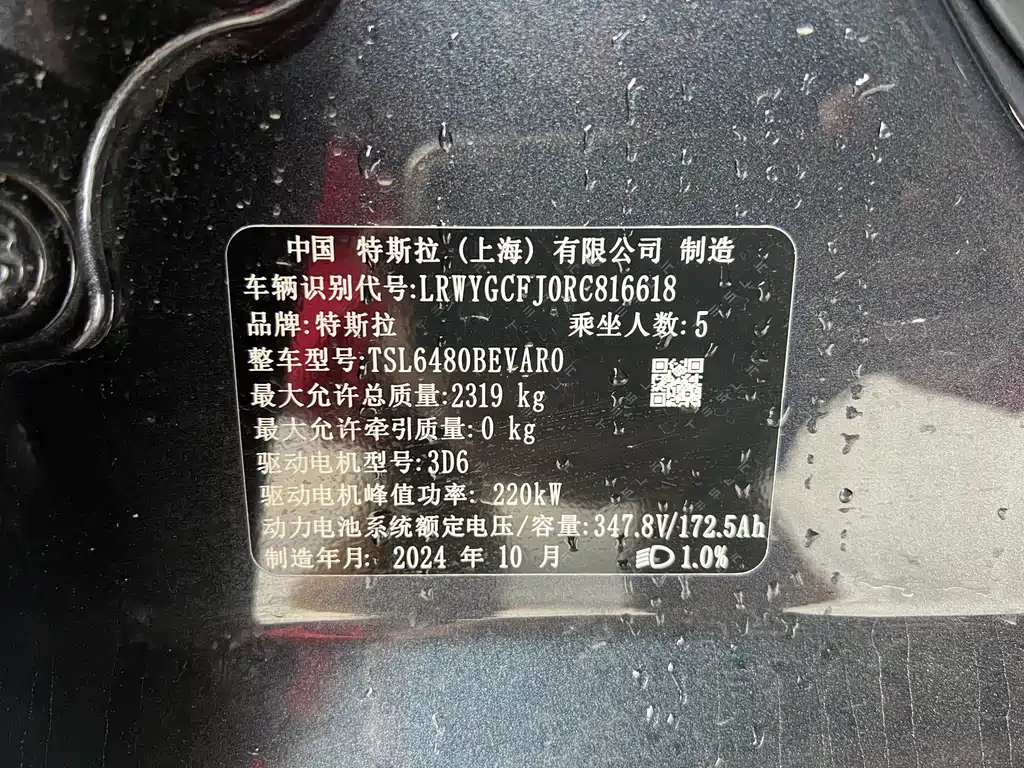 中国 特斯拉 (上海) 有限公司 制造
车辆识别代号:LRWYGCFJ0RC816618
品牌:特斯拉 乘坐人数:5
整车型号:TSL6480BEVAR0
最大允许总质量:2319 kg
最大允许牵引质量:0 kg
驱动电机型号:3D6
驱动电机峰值功率: 220kW
动力电池系统额定电压/容量:347.8V/172.5Ah
制造年月: 2024 年 10 月 1.0%